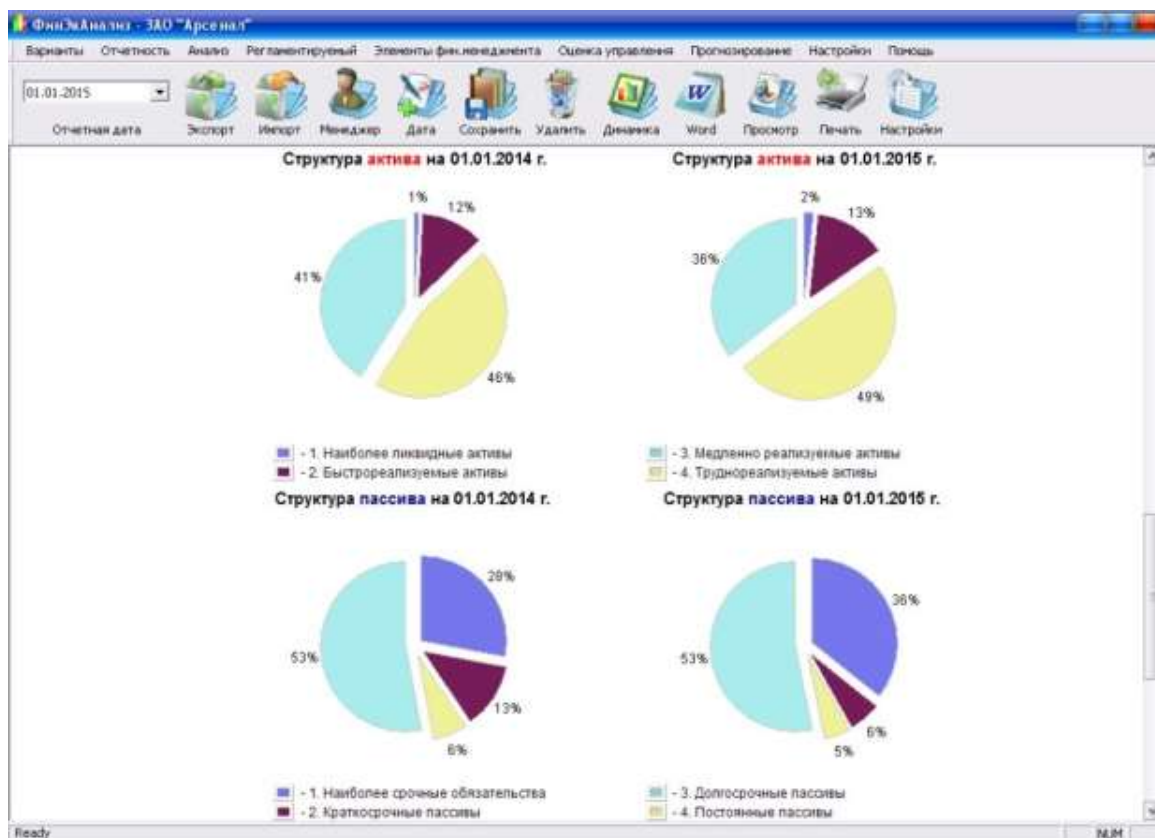 ФинЭкАнализ - ЗАО "Арсенал"
Варианты Отчетность Анализ Регламентируемый Элементы фин.менеджмента Оценка управления Прогнозирование Настройки Помощь
01.01.2015
Отчетная дата Экспорт Импорт Менеджер Дата Сохранить Удалить Динамика Word Просмотр Печать Настройки
Структура актива на 01.01.2014 г. Структура актива на 01.01.2015 г.
1% 12% 41% 46%
2% 13% 36% 49%
- 1. Наиболее ликвидные активы - 3. Медленно реализуемые активы
- 2. Быстрореализуемые активы - 4. Труднореализуемые активы
Структура пассива на 01.01.2014 г. Структура пассива на 01.01.2015 г.
28% 53% 13% 6%
36% 53% 6% 5%
- 1. Наиболее срочные обязательства - 3. Долгосрочные пассивы
- 2. Краткосрочные пассивы - 4. Постоянные пассивы
Ready NUM